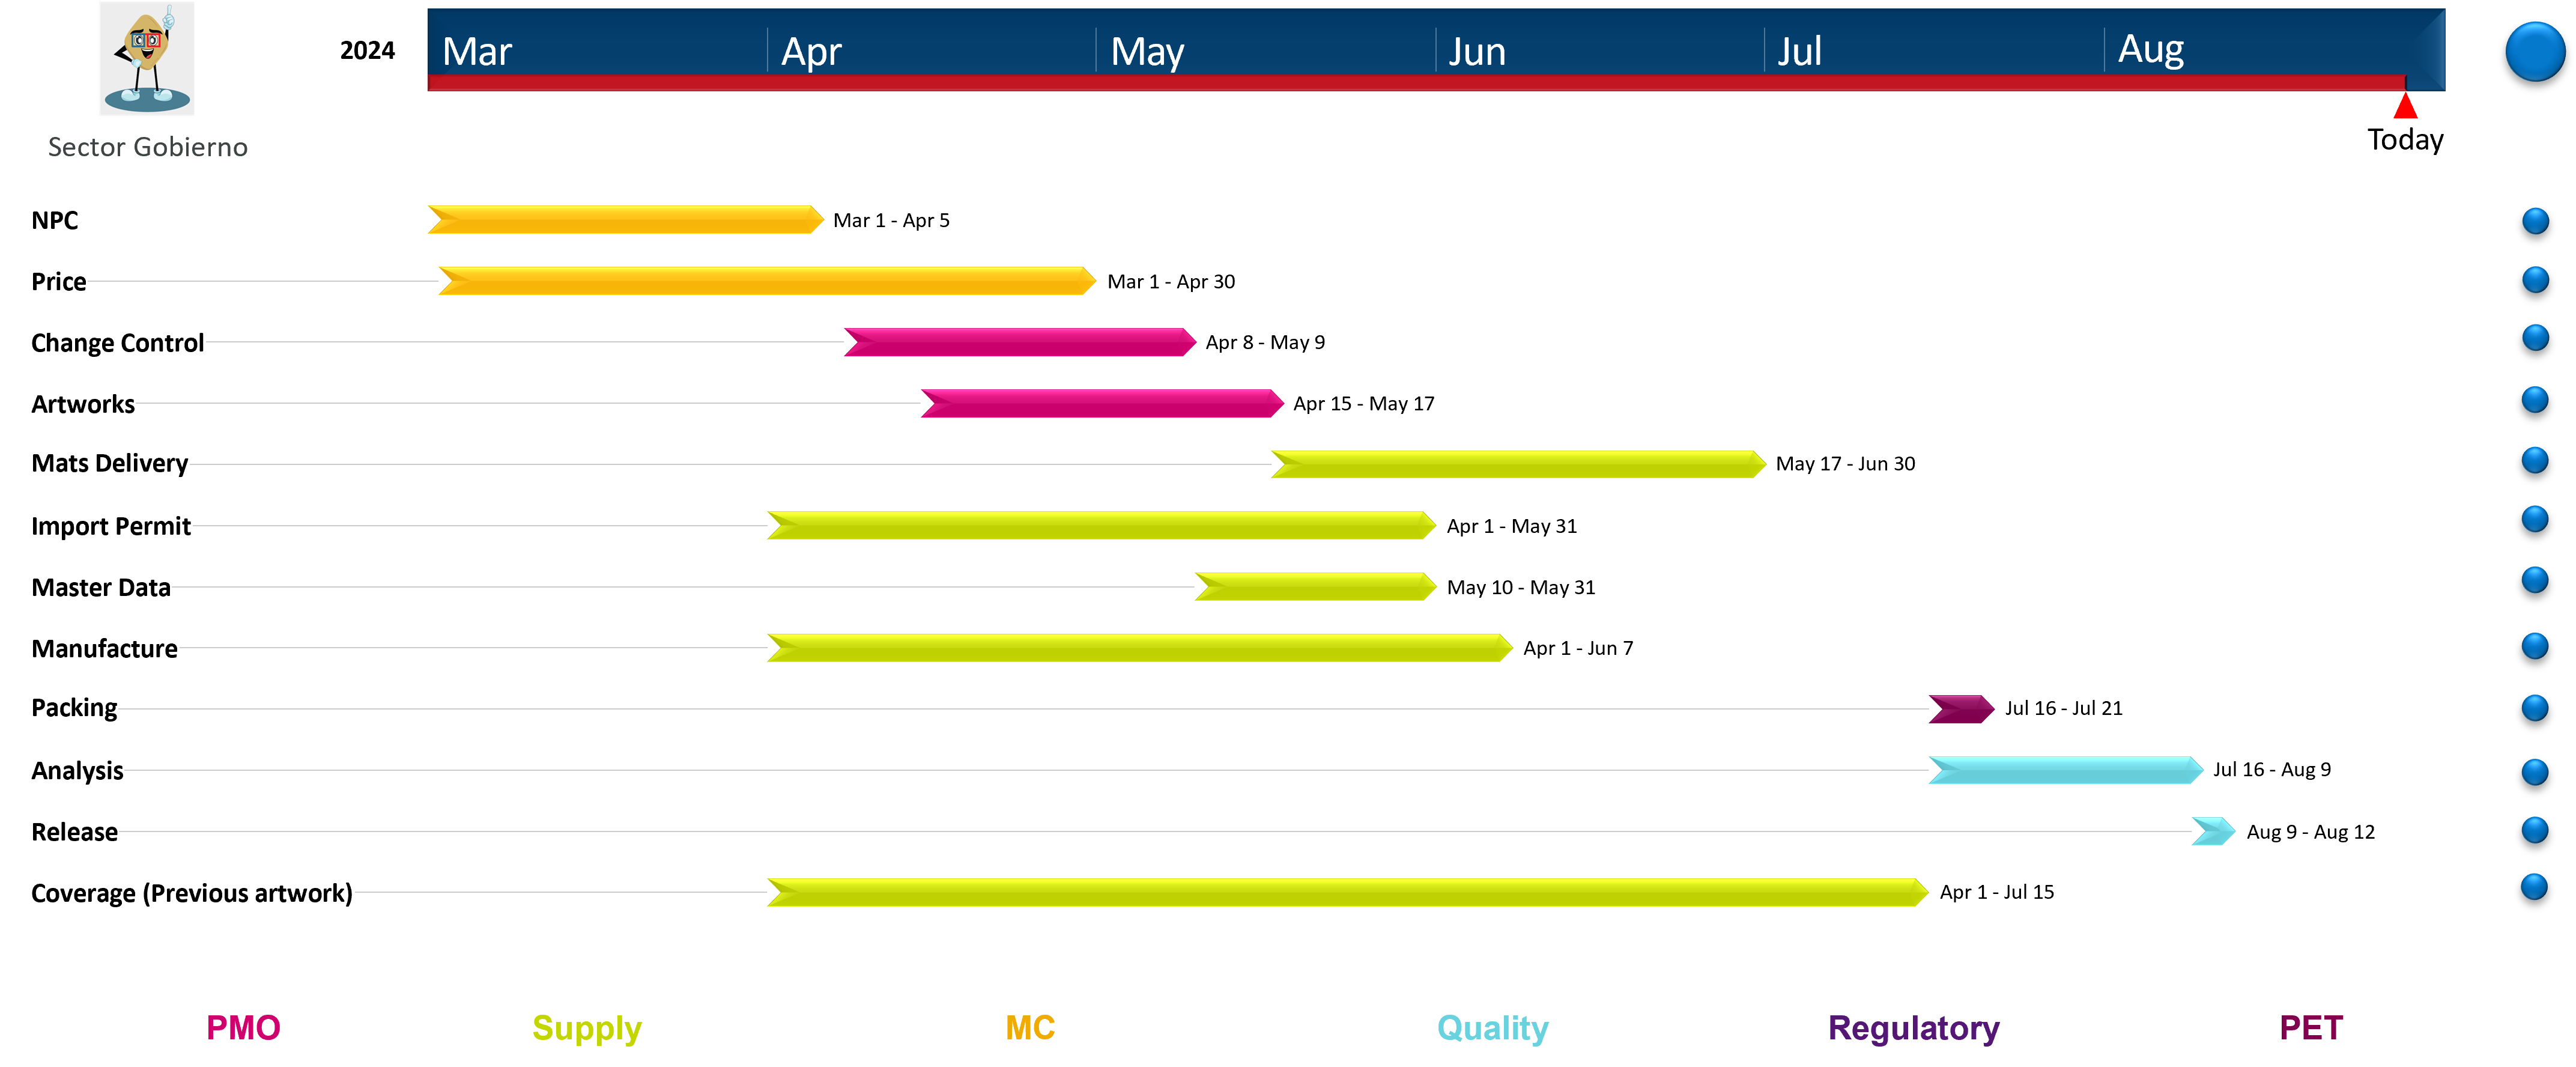 2024
Mar Apr May Jun Jul Aug
Today
Sector Gobierno
NPC Mar 1 - Apr 5
Price Mar 1 - Apr 30
Change Control Apr 8 - May 9
Artworks Apr 15 - May 17
Mats Delivery May 17 - Jun 30
Import Permit Apr 1 - May 31
Master Data May 10 - May 31
Manufacture Apr 1 - Jun 7
Packing Jul 16 - Jul 21
Analysis Jul 16 - Aug 9
Release Aug 9 - Aug 12
Coverage (Previous artwork) Apr 1 - Jul 15
PMO Supply MC Quality Regulatory PET